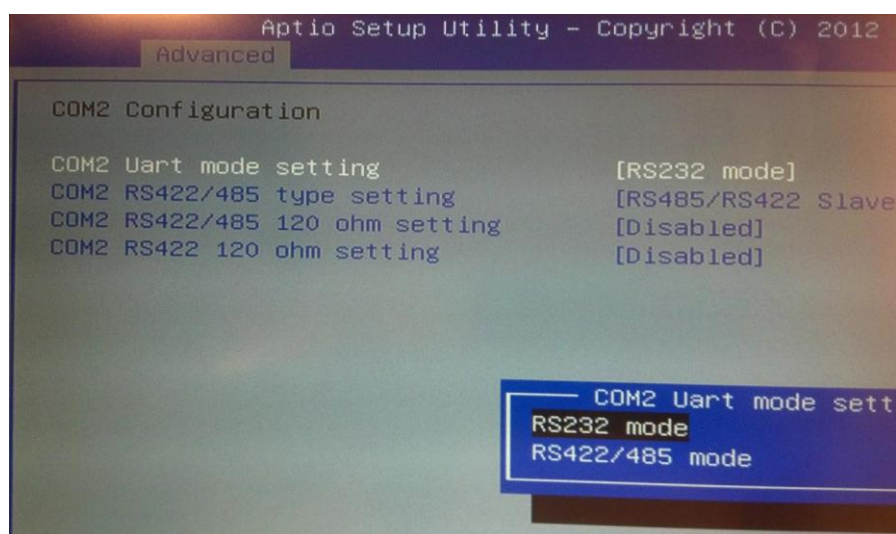 Aptio Setup Utility - Copyright (C) 2012
Advanced
COM2 Configuration
COM2 Uart mode setting [RS232 mode]
COM2 RS422/485 type setting [RS485/RS422 Slave
COM2 RS422/485 120 ohm setting [Disabled]
COM2 RS422 120 ohm setting [Disabled]
COM2 Uart mode sett
RS232 mode
RS422/485 mode